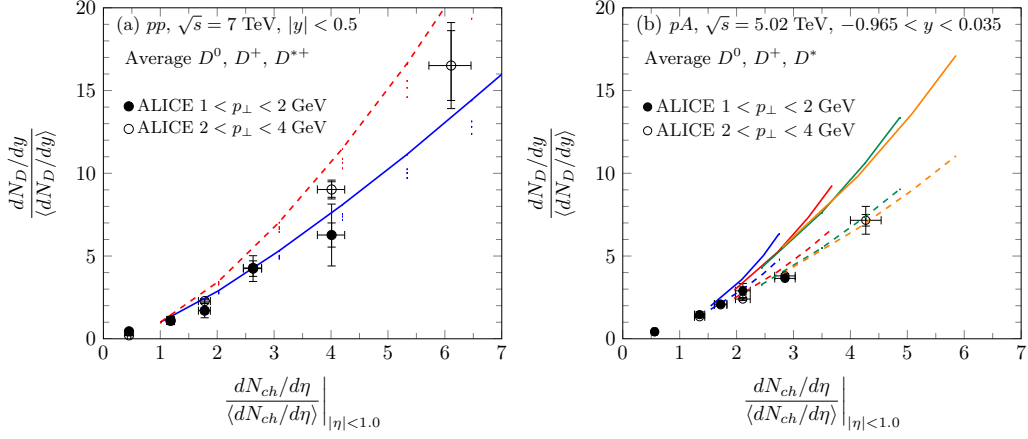 (a) pp, √s = 7 TeV, |y| < 0.5
Average D⁰, D⁺, D*⁺
ALICE 1 < p⊥ < 2 GeV
ALICE 2 < p⊥ < 4 GeV
20
15
10
5
0
dN_D/dy
⟨dN_D/dy⟩
0 1 2 3 4 5 6 7
dN_ch/dη
⟨dN_ch/dη⟩ |η|<1.0
(b) pA, √s = 5.02 TeV, −0.965 < y < 0.035
Average D⁰, D⁺, D*
ALICE 1 < p⊥ < 2 GeV
ALICE 2 < p⊥ < 4 GeV
20
15
10
5
0
dN_D/dy
⟨dN_D/dy⟩
0 1 2 3 4 5 6 7
dN_ch/dη
⟨dN_ch/dη⟩ |η|<1.0